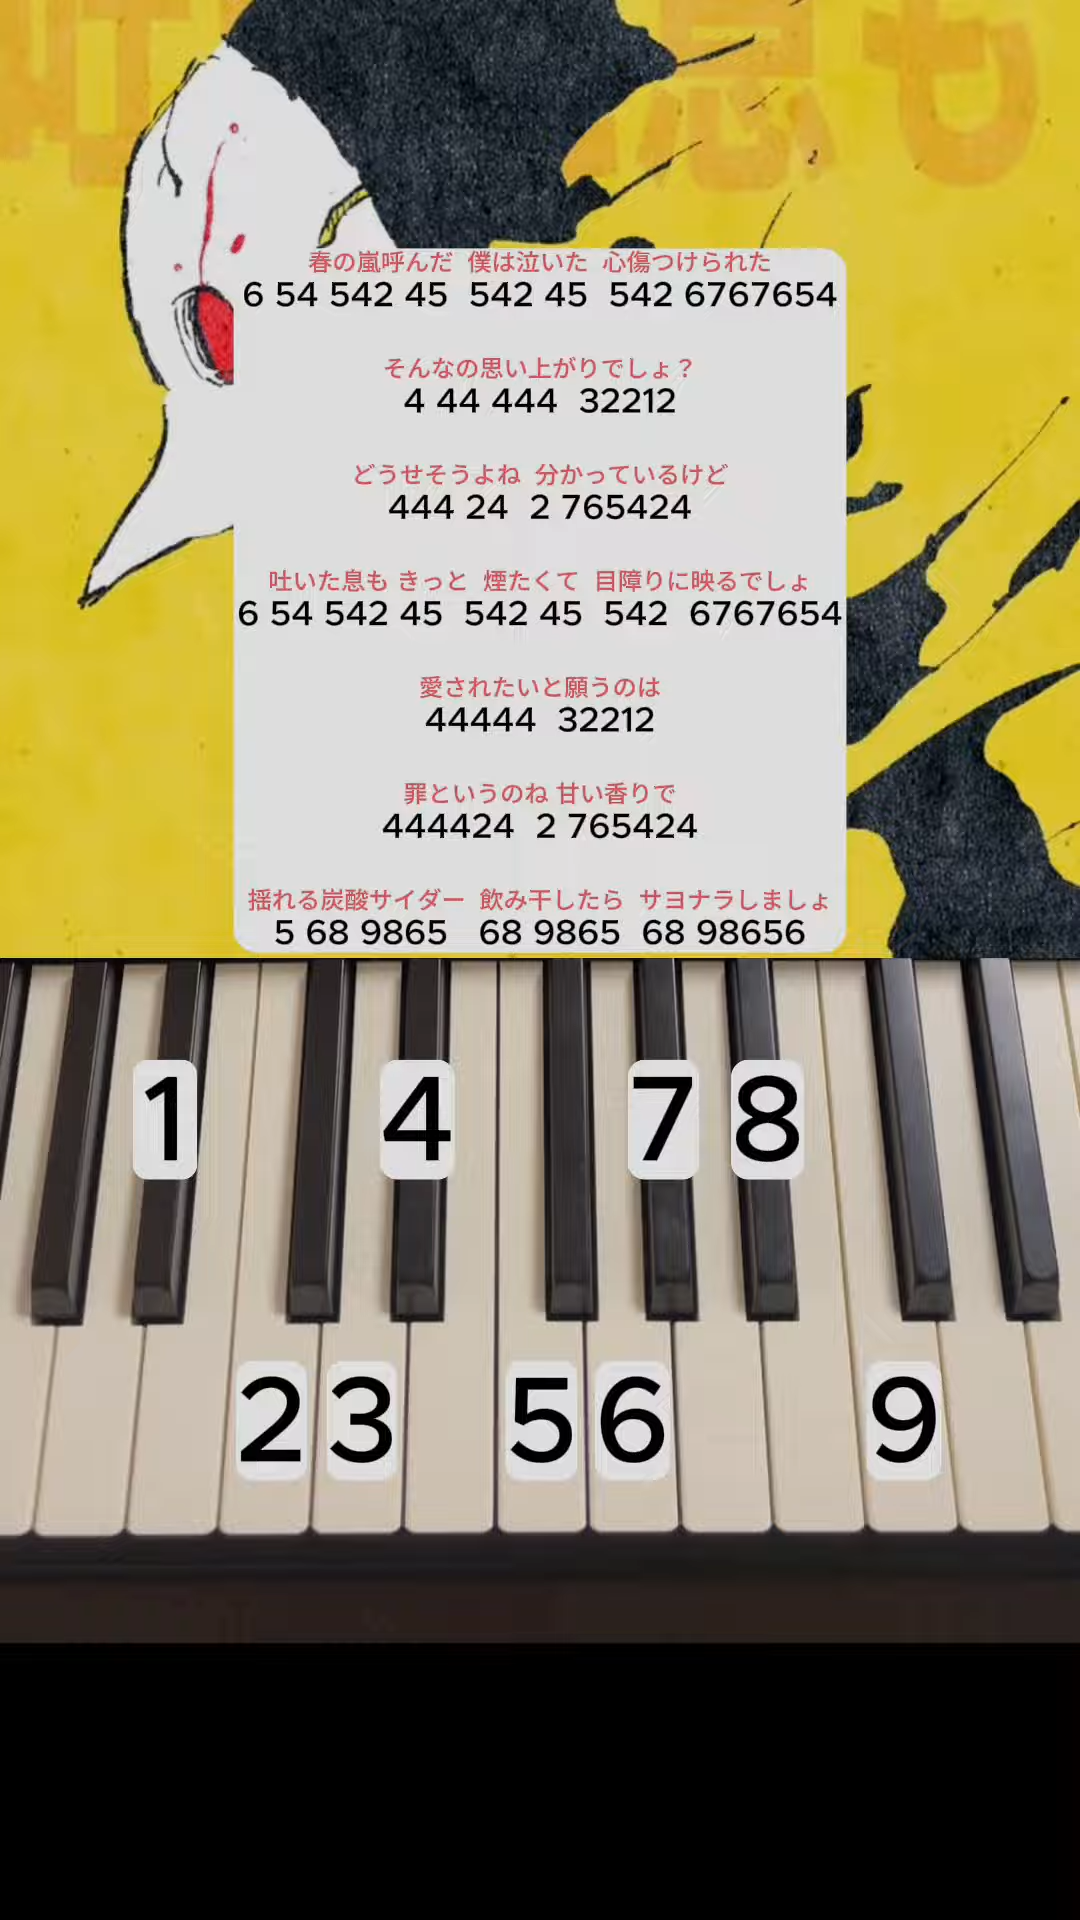 吐 息も
春の嵐呼んだ 僕は泣いた 心傷つけられた
6 54 542 45 542 45 542 6767654
そんなの思い上がりでしょ？
4 44 444 32212
どうせそうよね 分かっているけど
444 24 2 765424
吐いた息も きっと 煙たくて 目障りに映るでしょ
6 54 542 45 542 45 542 6767654
愛されたいと願うのは
44444 32212
罪というのね 甘い香りで
444424 2 765424
揺れる炭酸サイダー 飲み干したら サヨナラしましょ
5 68 9865 68 9865 68 98656
1 4 7 8
2 3 5 6 9